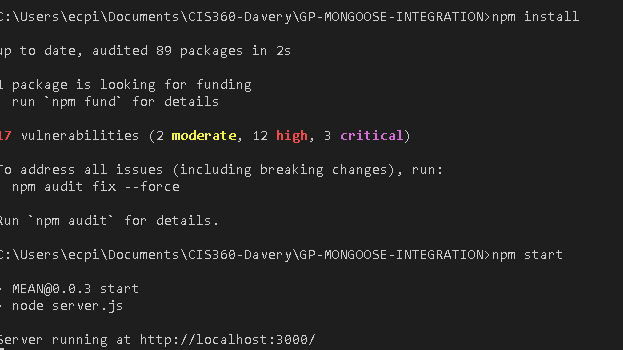 C:\Users\ecpi\Documents\CIS360-Davery\GP-MONGOOSE-INTEGRATION>npm install
up to date, audited 89 packages in 2s
1 package is looking for funding
run `npm fund` for details
17 vulnerabilities (2 moderate, 12 high, 3 critical)
To address all issues (including breaking changes), run:
npm audit fix --force
Run `npm audit` for details.
C:\Users\ecpi\Documents\CIS360-Davery\GP-MONGOOSE-INTEGRATION>npm start
> MEAN@0.0.3 start
> node server.js
Server running at http://localhost:3000/